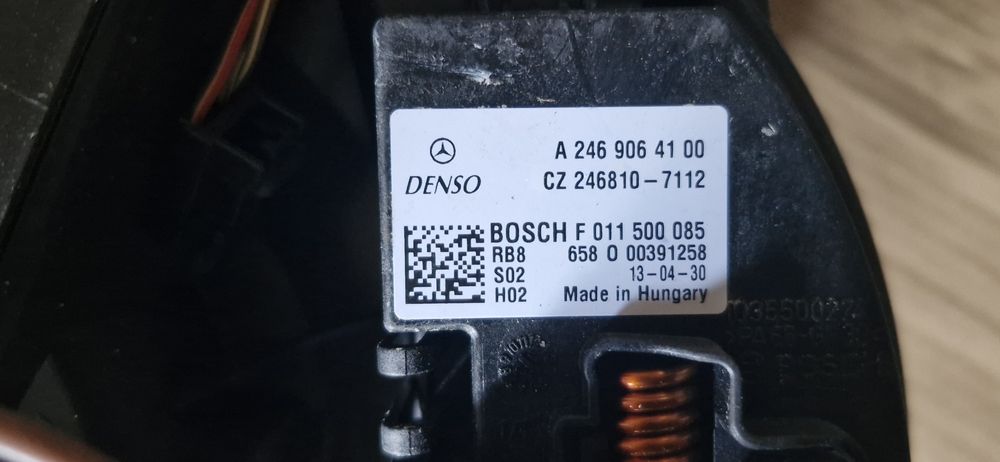 A 246 906 41 00
DENSO
CZ 246810-7112
BOSCH F 011 500 085
RB8 658 0 00391258
S02 13-04-30
H02 Made in Hungary